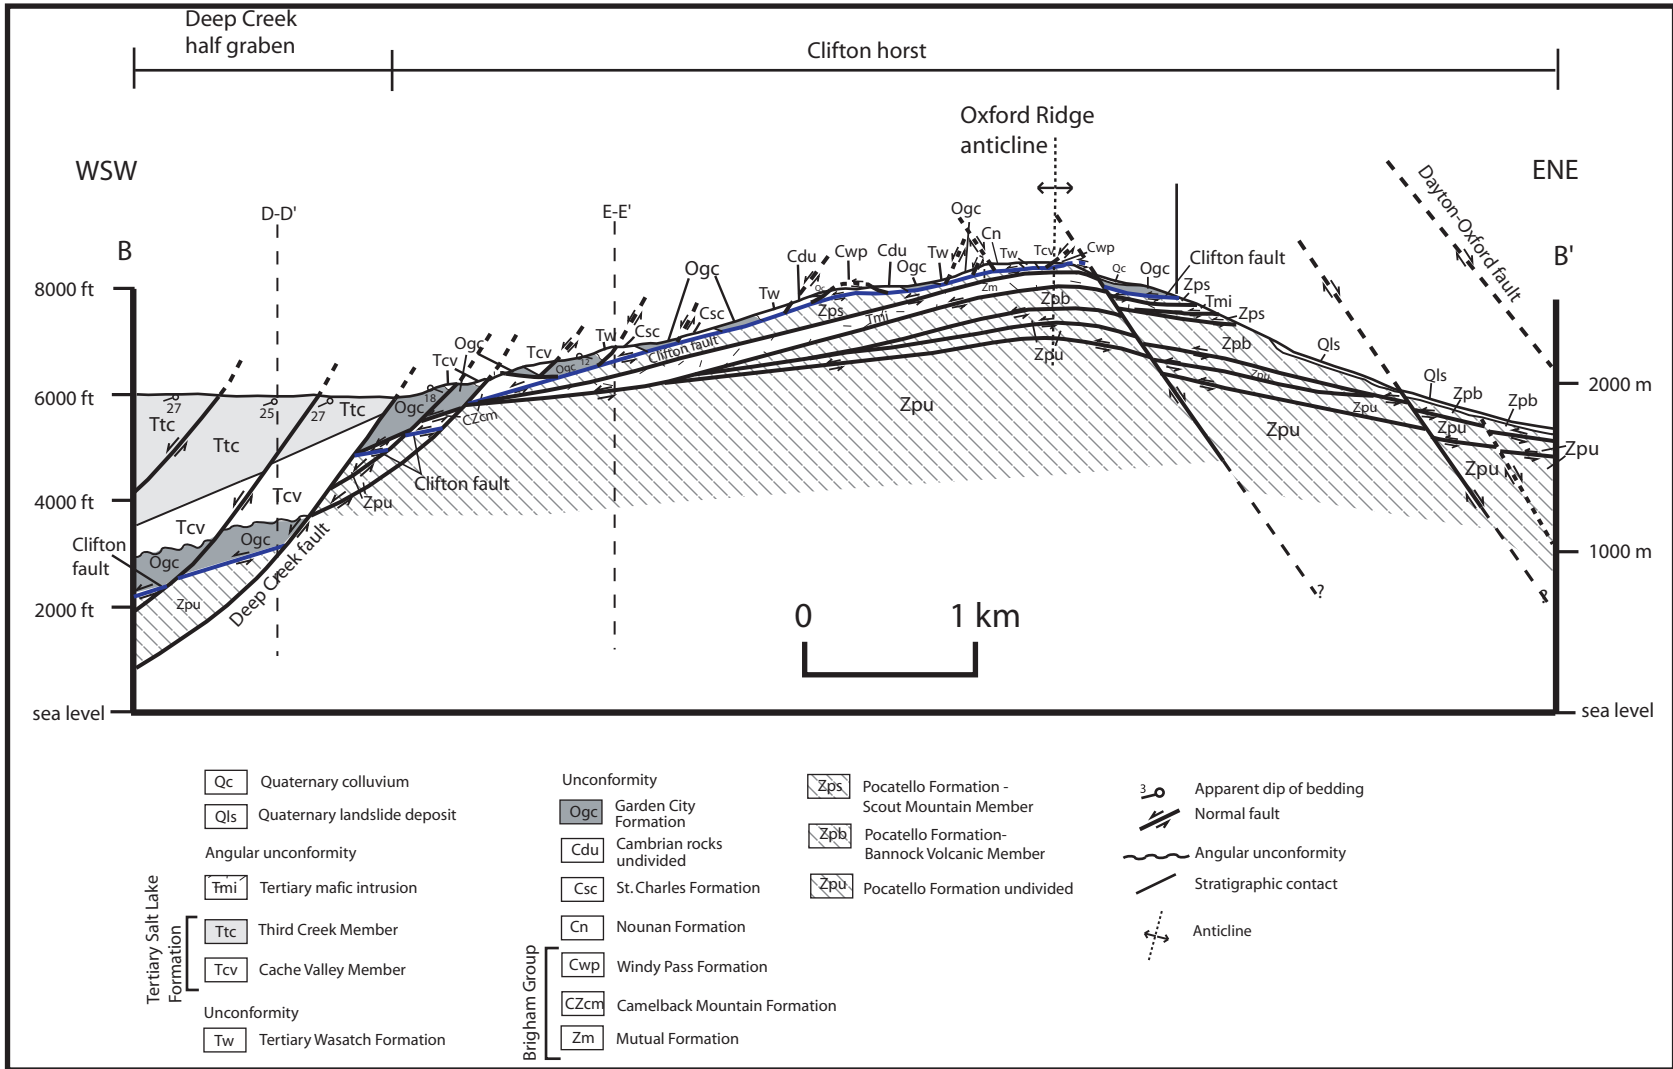 Deep Creek
half graben
Clifton horst
Oxford Ridge
anticline
WSW
ENE
Dayton-Oxford fault
D-D'
E-E'
B
B'
Ogc
Cn
Tw
Tcv
Cwp
Cdu
Cwp
Cdu
Ogc
Tw
Qc
Ogc
Clifton fault
Zps
Tmi
Zps
Ogc
Tw
Csc
Qc
Zps
Tmi
Zm
Zpb
8000 ft
Tw
Csc
Clifton fault
Zpu
Zpb
Zpu
Qls
Ogc
Tcv
Tcv
Ogc
12
Qls
Zpb
Zpb
2000 m
6000 ft
27
25
27
18
Ttc
Ttc
Ttc
Ogc
CZcm
Zpu
Zpu
Zpu
Zpu
Zpu
Zpu
Clifton fault
Zpu
4000 ft
Tcv
Tcv
Ogc
Ogc
Clifton
fault
Zpu
Deep Creek fault
2000 ft
1000 m
?
?
0
1 km
sea level
sea level
Qc Quaternary colluvium
Qls Quaternary landslide deposit
Angular unconformity
Tmi Tertiary mafic intrusion
Tertiary Salt Lake
Formation
Ttc Third Creek Member
Tcv Cache Valley Member
Unconformity
Tw Tertiary Wasatch Formation
Unconformity
Ogc Garden City
Formation
Cdu Cambrian rocks
undivided
Csc St. Charles Formation
Cn Nounan Formation
Brigham Group
Cwp Windy Pass Formation
CZcm Camelback Mountain Formation
Zm Mutual Formation
Zps Pocatello Formation -
Scout Mountain Member
Zpb Pocatello Formation-
Bannock Volcanic Member
Zpu Pocatello Formation undivided
3 Apparent dip of bedding
Normal fault
Angular unconformity
Stratigraphic contact
Anticline